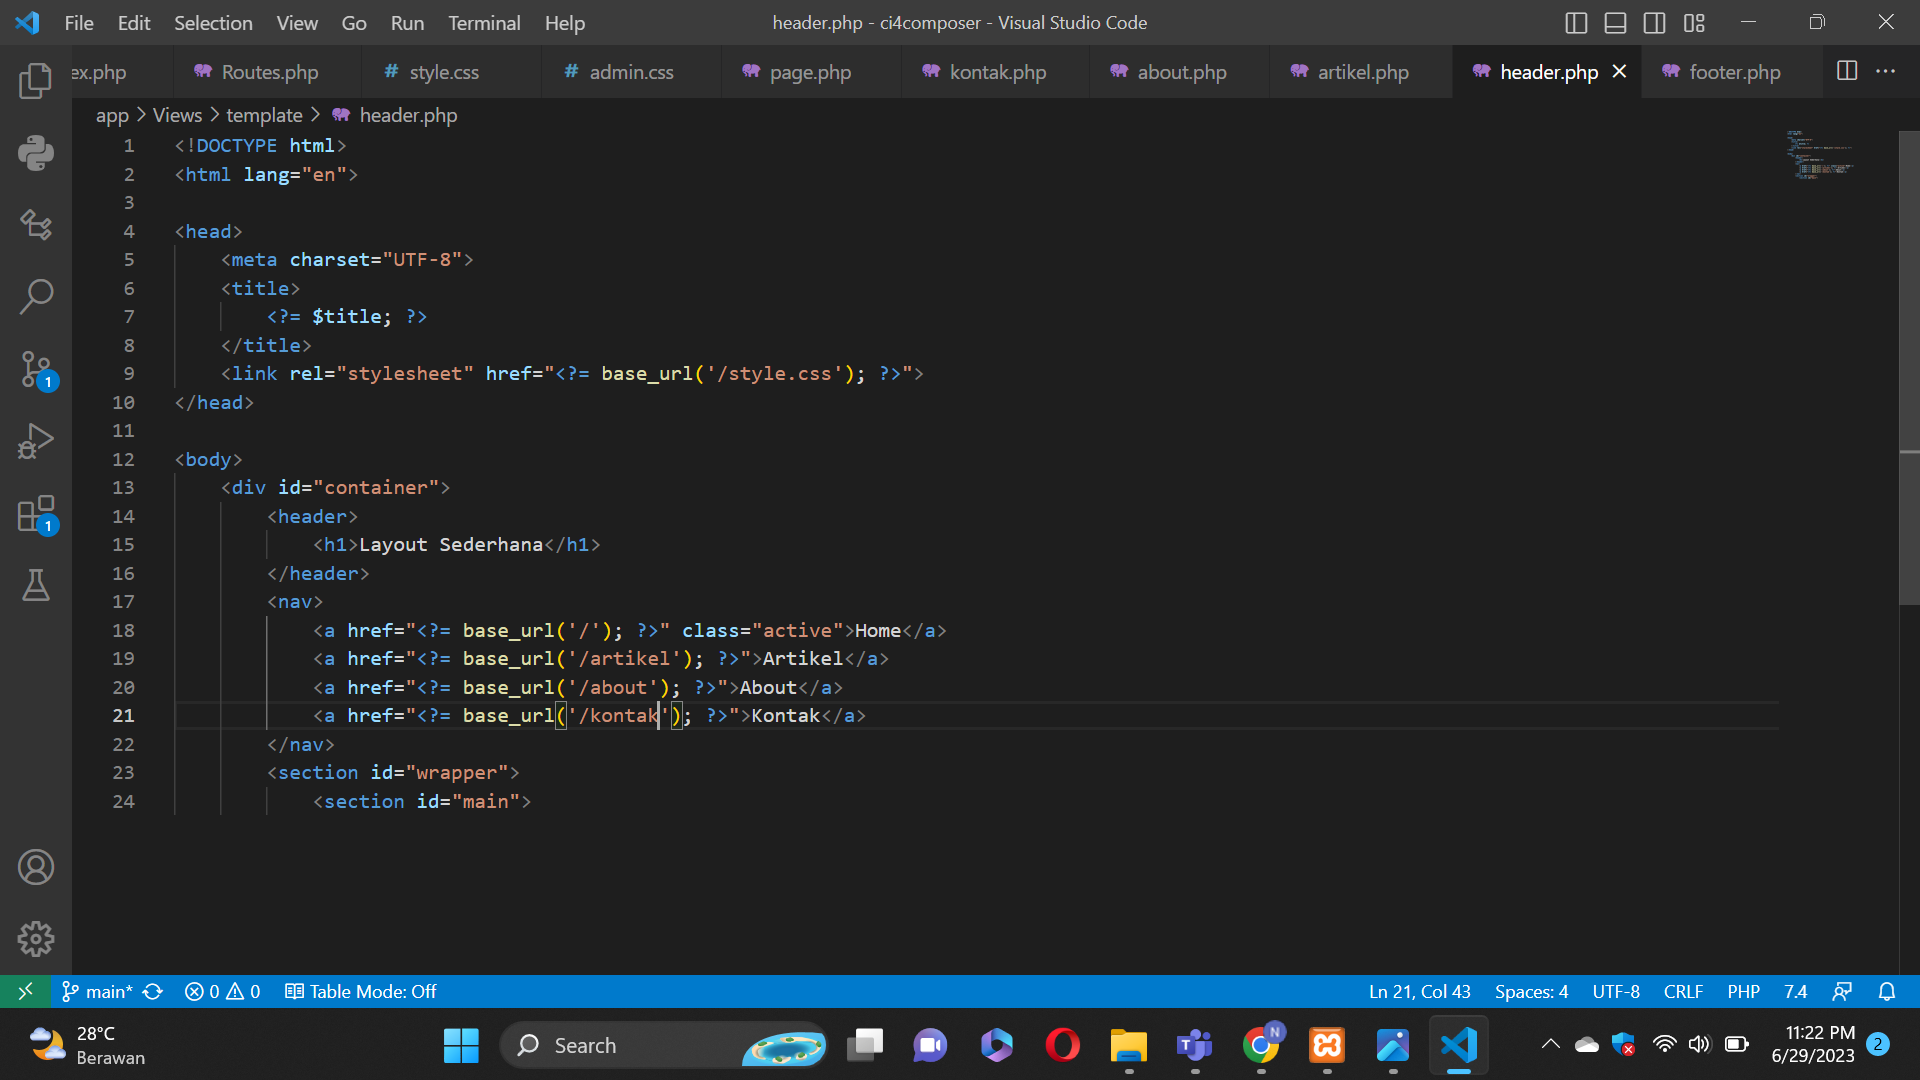 File Edit Selection View Go Run Terminal Help header.php - ci4composer - Visual Studio Code
ex.php Routes.php # style.css # admin.css page.php kontak.php about.php artikel.php header.php footer.php
app > Views > template > header.php
1 <!DOCTYPE html>
2 <html lang="en">
3
4 <head>
5 <meta charset="UTF-8">
6 <title>
7 <?= $title; ?>
8 </title>
9 <link rel="stylesheet" href="<?= base_url('/style.css'); ?>">
10 </head>
11
12 <body>
13 <div id="container">
14 <header>
15 <h1>Layout Sederhana</h1>
16 </header>
17 <nav>
18 <a href="<?= base_url('/'); ?>" class="active">Home</a>
19 <a href="<?= base_url('/artikel'); ?>">Artikel</a>
20 <a href="<?= base_url('/about'); ?>">About</a>
21 <a href="<?= base_url('/kontak'); ?>">Kontak</a>
22 </nav>
23 <section id="wrapper">
24 <section id="main">
1
1
main* 0 0 Table Mode: Off Ln 21, Col 43 Spaces: 4 UTF-8 CRLF PHP 7.4
28°C
Berawan
Search
N
11:22 PM
6/29/2023
2